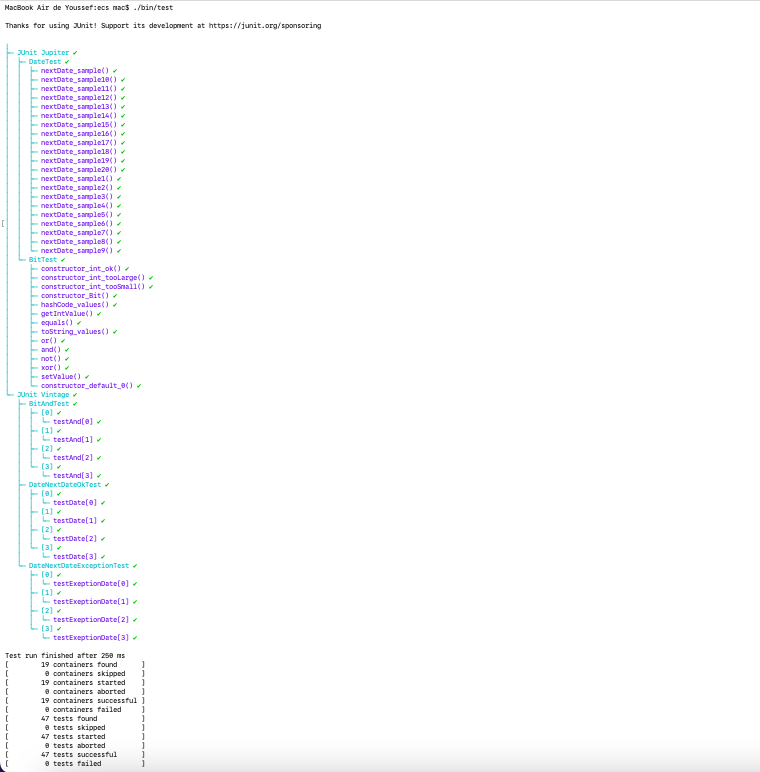 MacBook Air de Youssef:ecs mac$ ./bin/test
Thanks for using JUnit! Support its development at https://junit.org/sponsoring
JUnit Jupiter ✔
DateTest ✔
nextDate_sample() ✔
nextDate_sample10() ✔
nextDate_sample11() ✔
nextDate_sample12() ✔
nextDate_sample13() ✔
nextDate_sample14() ✔
nextDate_sample15() ✔
nextDate_sample16() ✔
nextDate_sample17() ✔
nextDate_sample18() ✔
nextDate_sample19() ✔
nextDate_sample20() ✔
nextDate_sample1() ✔
nextDate_sample2() ✔
nextDate_sample3() ✔
nextDate_sample4() ✔
nextDate_sample5() ✔
[ nextDate_sample6() ✔
nextDate_sample7() ✔
nextDate_sample8() ✔
nextDate_sample9() ✔
BitTest ✔
constructor_int_ok() ✔
constructor_int_tooLarge() ✔
constructor_int_tooSmall() ✔
constructor_Bit() ✔
hashCode_values() ✔
getIntValue() ✔
equals() ✔
toString_values() ✔
or() ✔
and() ✔
not() ✔
xor() ✔
setValue() ✔
constructor_default_0() ✔
JUnit Vintage ✔
BitAndTest ✔
[0] ✔
testAnd[0] ✔
[1] ✔
testAnd[1] ✔
[2] ✔
testAnd[2] ✔
[3] ✔
testAnd[3] ✔
DateNextDateOkTest ✔
[0] ✔
testDate[0] ✔
[1] ✔
testDate[1] ✔
[2] ✔
testDate[2] ✔
[3] ✔
testDate[3] ✔
DateNextDateExceptionTest ✔
[0] ✔
testExeptionDate[0] ✔
[1] ✔
testExeptionDate[1] ✔
[2] ✔
testExeptionDate[2] ✔
[3] ✔
testExeptionDate[3] ✔
Test run finished after 250 ms
[ 19 containers found ]
[ 0 containers skipped ]
[ 19 containers started ]
[ 0 containers aborted ]
[ 19 containers successful ]
[ 0 containers failed ]
[ 47 tests found ]
[ 0 tests skipped ]
[ 47 tests started ]
[ 0 tests aborted ]
[ 47 tests successful ]
[ 0 tests failed ]